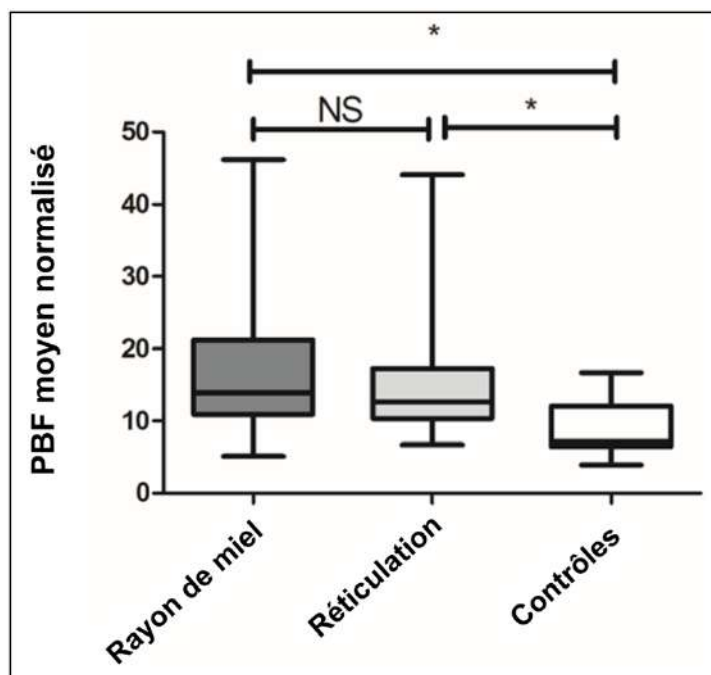 *
NS
*
50
40
30
20
10
0
PBF moyen normalisé
Rayon de miel
Réticulation
Contrôles